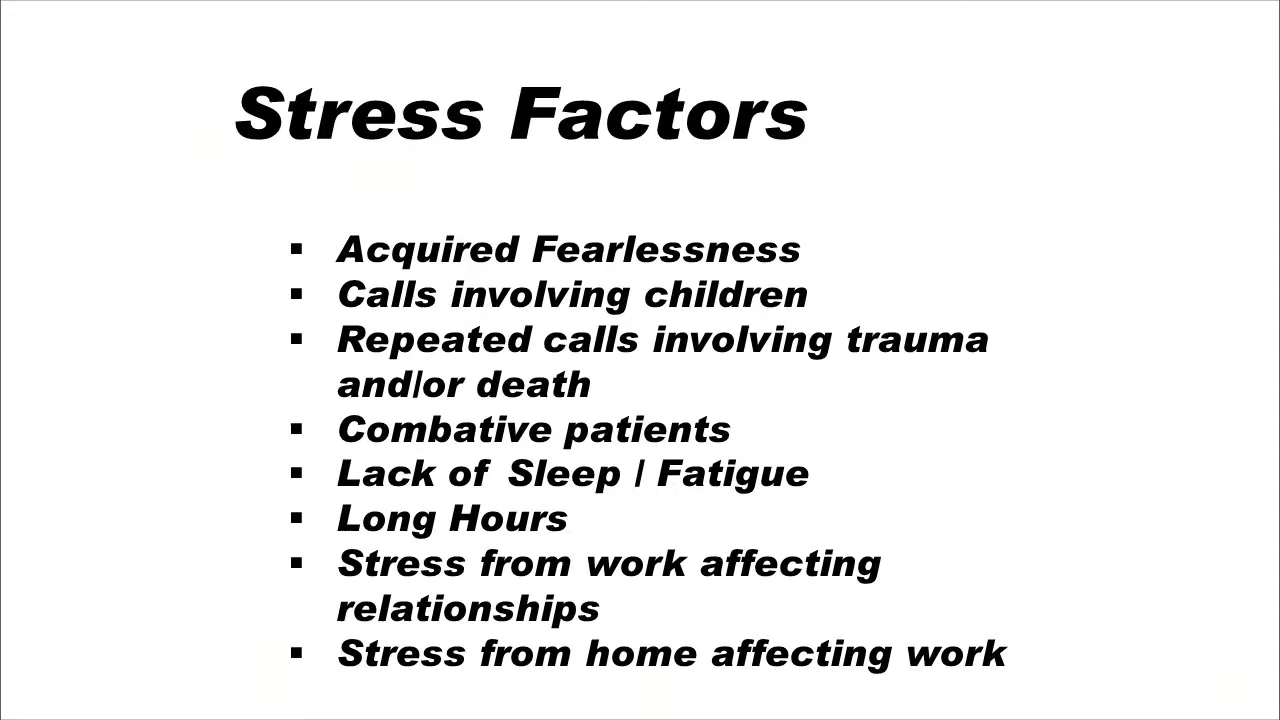 Stress Factors
▪ Acquired Fearlessness
▪ Calls involving children
▪ Repeated calls involving trauma
and/or death
▪ Combative patients
▪ Lack of Sleep / Fatigue
▪ Long Hours
▪ Stress from work affecting
relationships
▪ Stress from home affecting work